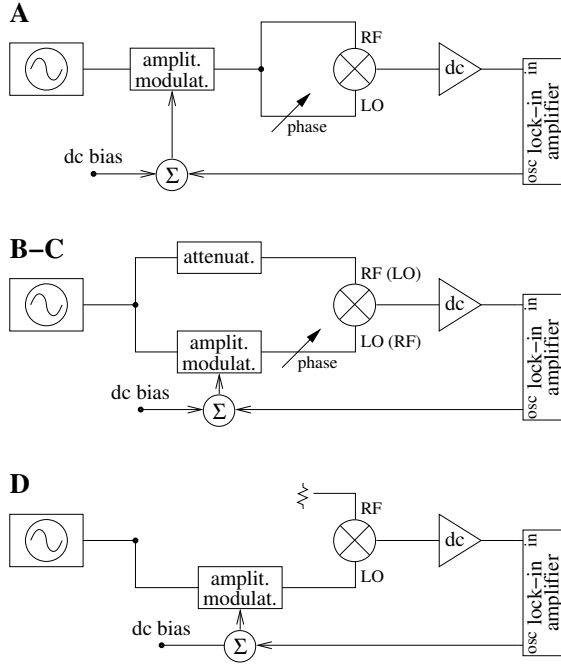 A
amplit.
modulat.
RF
LO
phase
dc
in
lock-in
amplifier
osc
dc bias
Σ
B-C
attenuat.
RF (LO)
amplit.
modulat.
LO (RF)
phase
dc
in
lock-in
amplifier
osc
dc bias
Σ
D
RF
LO
amplit.
modulat.
dc
in
lock-in
amplifier
osc
dc bias
Σ